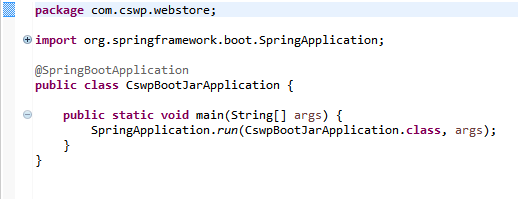 package com.cswp.webstore;
import org.springframework.boot.SpringApplication;
@SpringBootApplication
public class CswpBootJarApplication {
public static void main(String[] args) {
SpringApplication.run(CswpBootJarApplication.class, args);
}
}